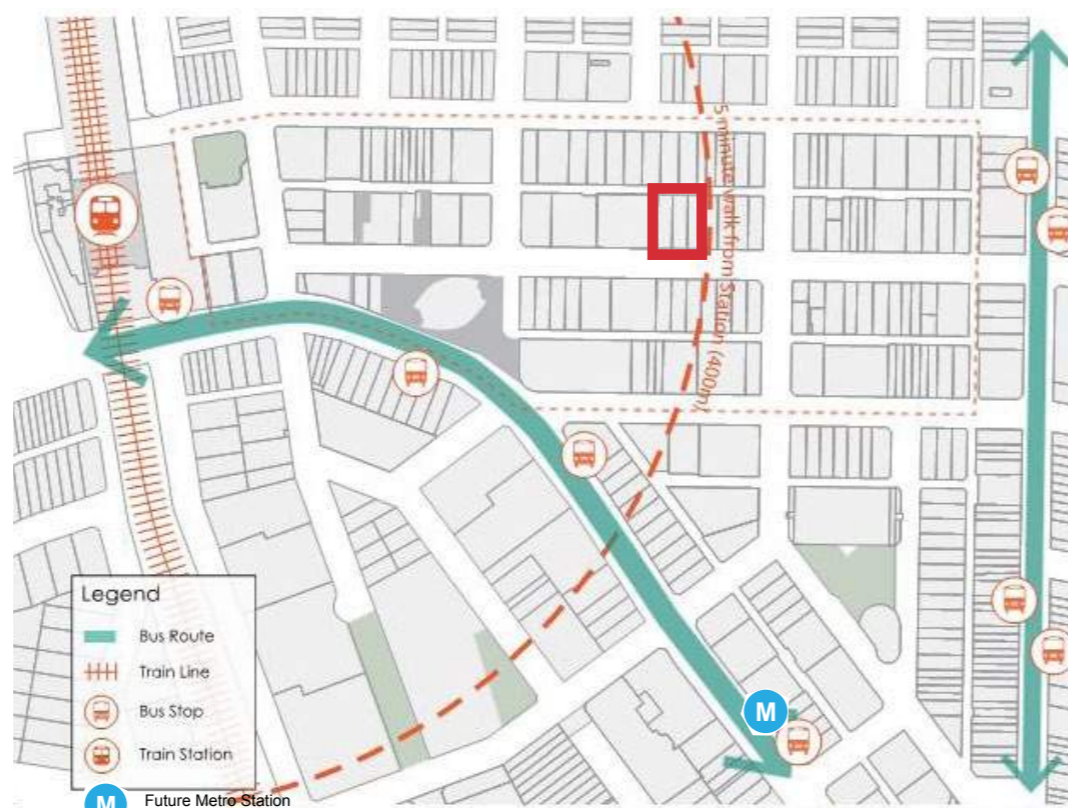 5 minute walk from Station (400m).
M
Legend
Bus Route
Train Line
Bus Stop
Train Station
M Future Metro Station